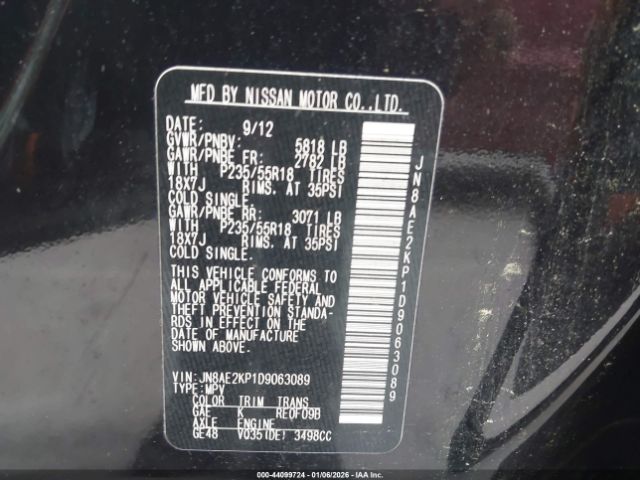 MFD BY NISSAN MOTOR CO.,LTD.
DATE: 9/12
GVWR/PNBV: 5818 LB
GAWR/PNBE FR: 2782 LB
WITH P235/55R18 TIRES
18X7J RIMS. AT 35PSI
COLD SINGLE.
GAWR/PNBE RR: 3071 LB
WITH P235/55R18 TIRES
18X7J RIMS. AT 35PSI
COLD SINGLE.
THIS VEHICLE CONFORMS TO
ALL APPLICABLE FEDERAL
MOTOR VEHICLE SAFETY AND
THEFT PREVENTION STANDA-
RDS IN EFFECT ON THE
DATE OF MANUFACTURE
SHOWN ABOVE.
VIN: JN8AE2KP1D9063089
TYPE: MPV
COLOR TRIM TRANS
GAE K RE0F09B
AXLE ENGINE
GE48 VQ35(DE) 3498CC
JN8AE2KP1D9063089
000-44099724 - 01/06/2026 - IAA Inc.